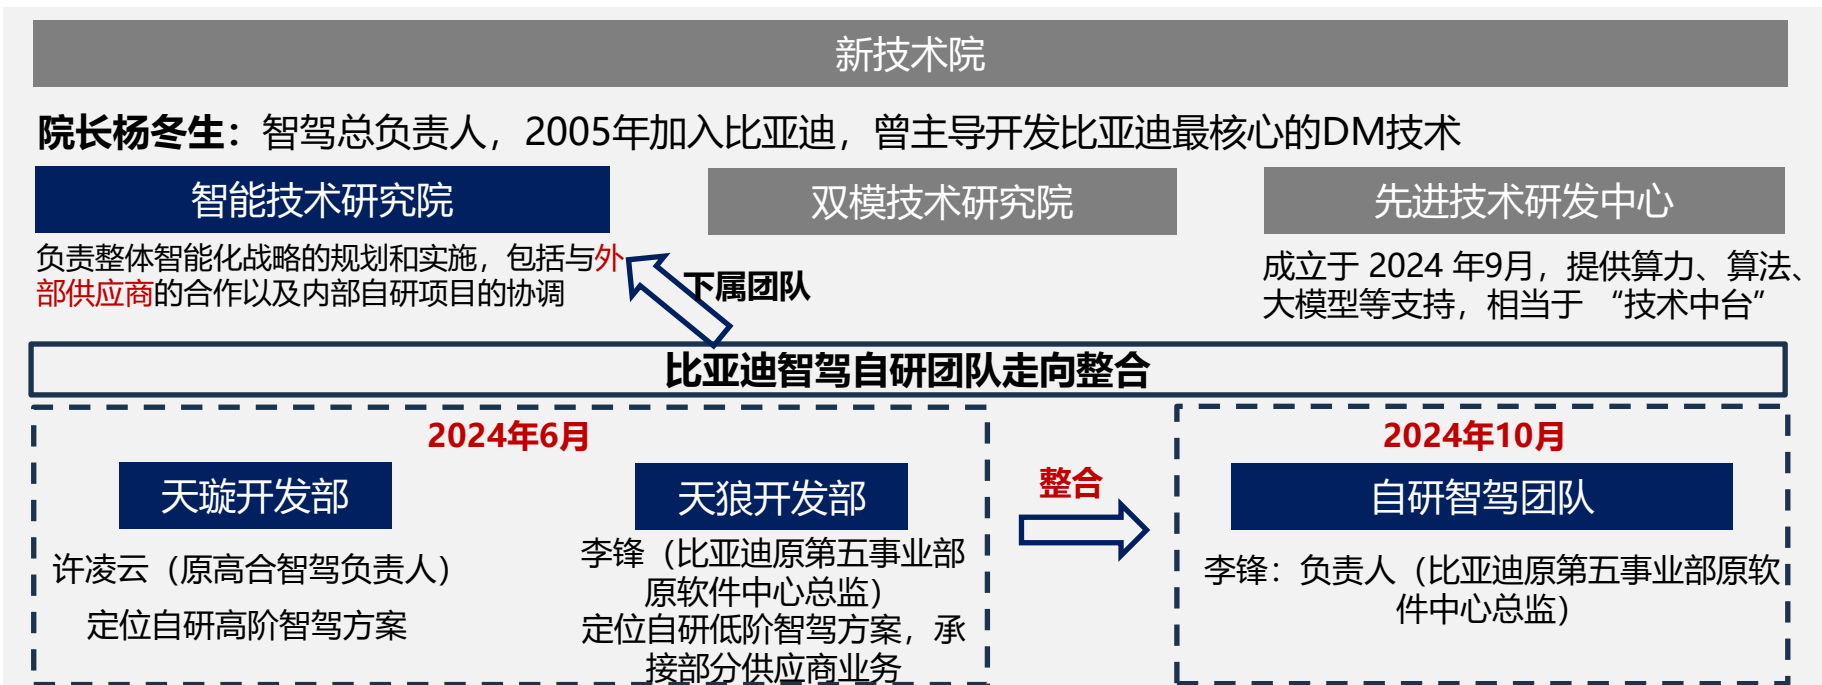 新技术院
院长杨冬生：智驾总负责人，2005年加入比亚迪，曾主导开发比亚迪最核心的DM技术
智能技术研究院
双模技术研究院
先进技术研发中心
负责整体智能化战略的规划和实施，包括与外
部供应商的合作以及内部自研项目的协调
下属团队
成立于 2024 年9月，提供算力、算法、
大模型等支持，相当于 “技术中台”
比亚迪智驾自研团队走向整合
2024年6月
天璇开发部
许凌云（原高合智驾负责人）
定位自研高阶智驾方案
天狼开发部
李锋（比亚迪原第五事业部
原软件中心总监）
定位自研低阶智驾方案，承
接部分供应商业务
整合
2024年10月
自研智驾团队
李锋：负责人（比亚迪原第五事业部原软
件中心总监）